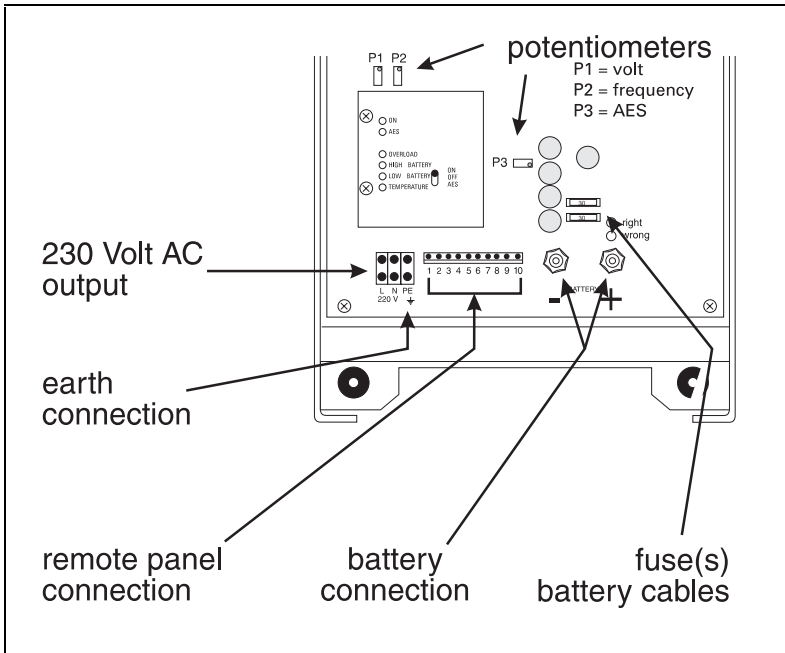 potentiometers
P1 P2
P1 = volt
P2 = frequency
P3 = AES
ON
AES
OVERLOAD
HIGH BATTERY
LOW BATTERY
TEMPERATURE
ON
OFF
AES
P3
30
30
right
wrong
230 Volt AC
output
L N PE
220 V
1 2 3 4 5 6 7 8 9 10
BATTERY
- +
earth
connection
remote panel
connection
battery
connection
fuse(s)
battery cables